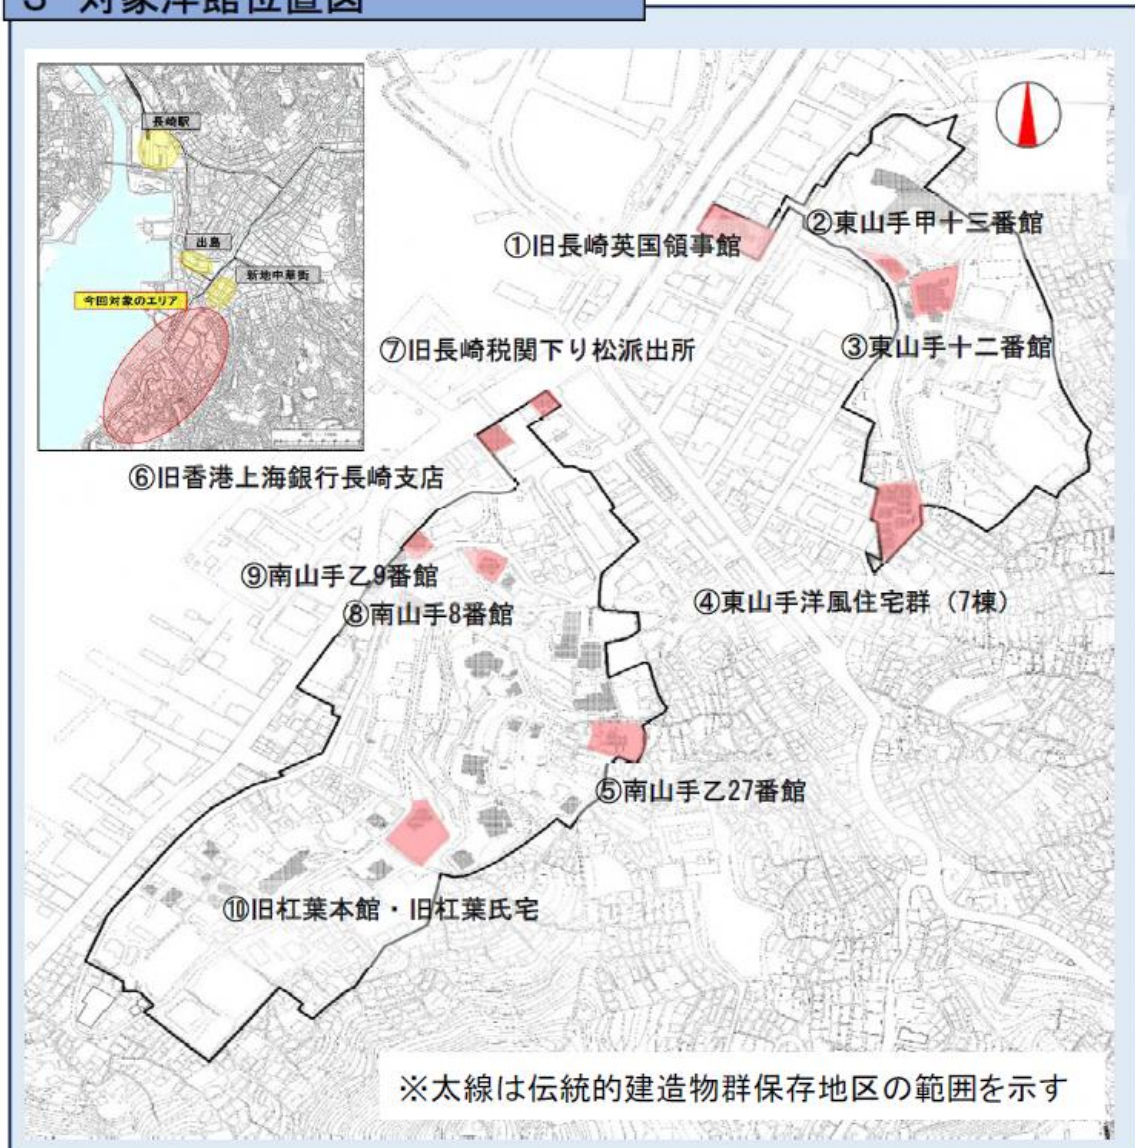 3 対象洋館位置図
長崎駅
出島
新地中華街
今回対象のエリア
①旧長崎英国領事館
②東山手甲十三番館
③東山手十二番館
⑦旧長崎税関下り松派出所
⑥旧香港上海銀行長崎支店
⑨南山手乙9番館
⑧南山手8番館
④東山手洋風住宅群（7棟）
⑤南山手乙27番館
⑩旧杠葉本館・旧杠葉氏宅
※太線は伝統的建造物群保存地区の範囲を示す